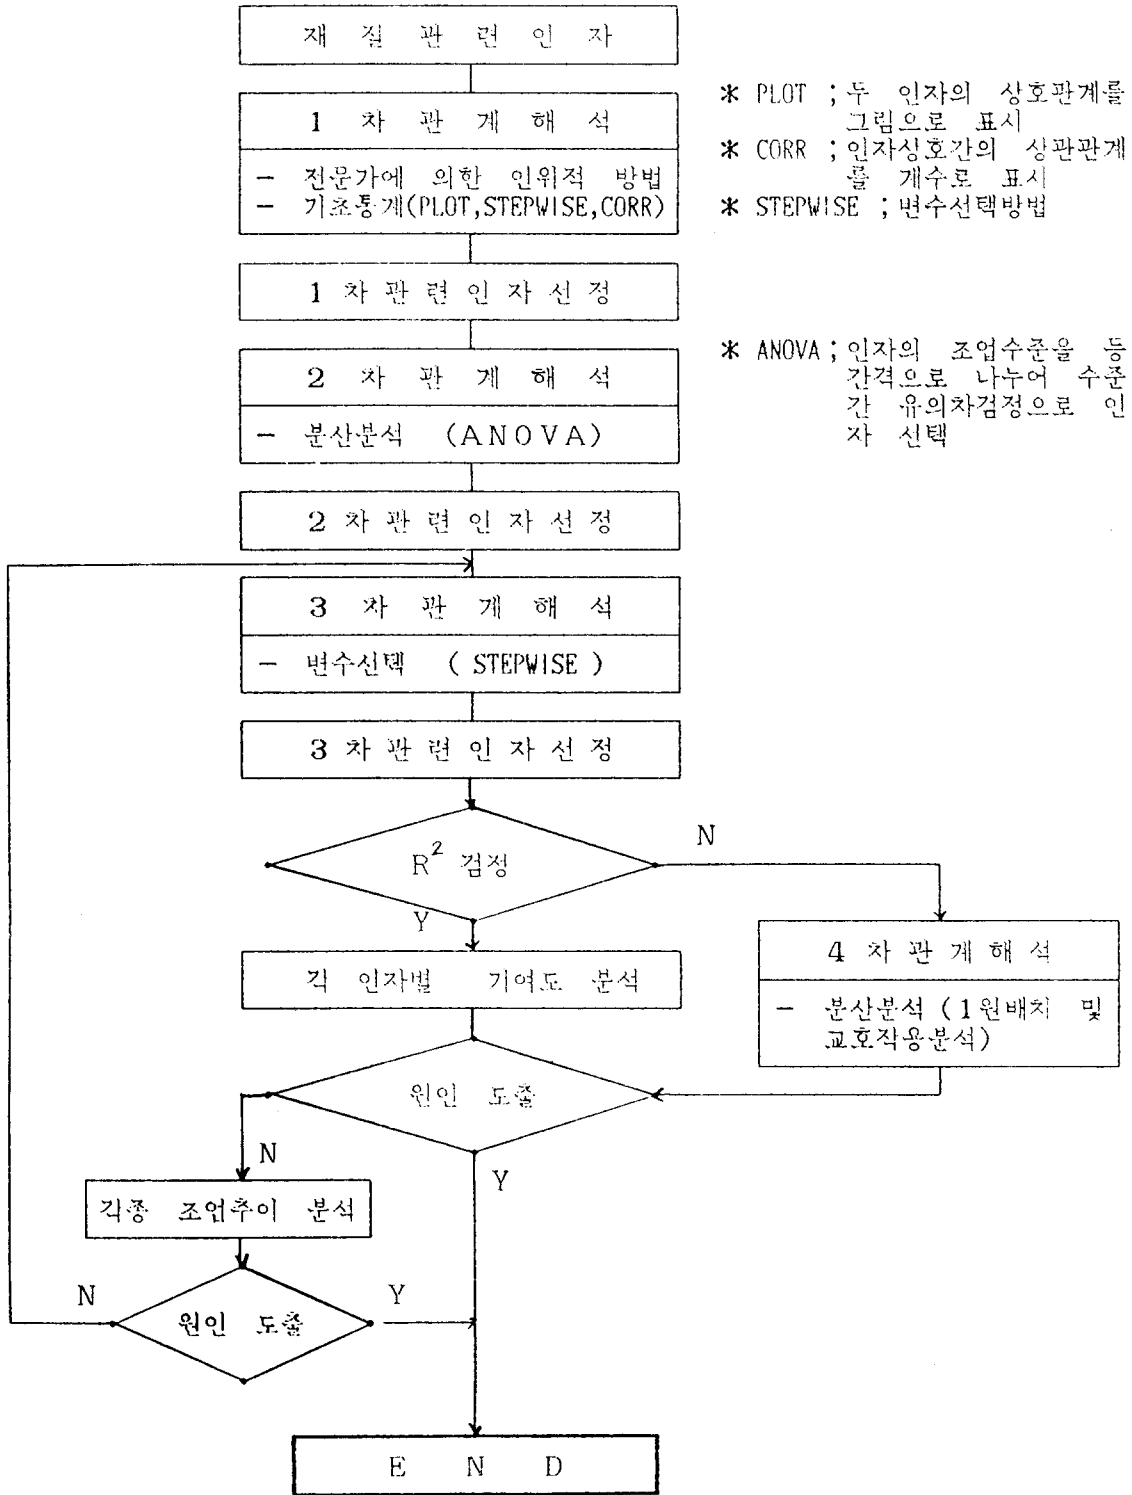 재 질 관 련 인 자
1 차 관 계 해 석
- 전문가에 의한 인위적 방법
- 기초통계(PLOT,STEPWISE,CORR)
* PLOT ; 두 인자의 상호관계를
그림으로 표시
* CORR ; 인자상호간의 상관관계
를 계수로 표시
* STEPWISE ; 변수선택방법
1 차 관 련 인 자 선 정
2 차 관 계 해 석
- 분산분석 (ANOVA)
* ANOVA ; 인자의 조업수준을 등
간격으로 나누어 수준
간 유의차검정으로 인
자 선택
2 차 관 련 인 자 선 정
3 차 관 계 해 석
- 변수선택 ( STEPWISE )
3 차 관 련 인 자 선 정
R² 검정
N
Y
4 차 관 계 해 석
- 분산분석 (1원배치 및
교호작용분석)
각 인자별 기여도 분석
원인 도출
N
Y
각종 조업추이 분석
N
Y
원인 도출
E N D